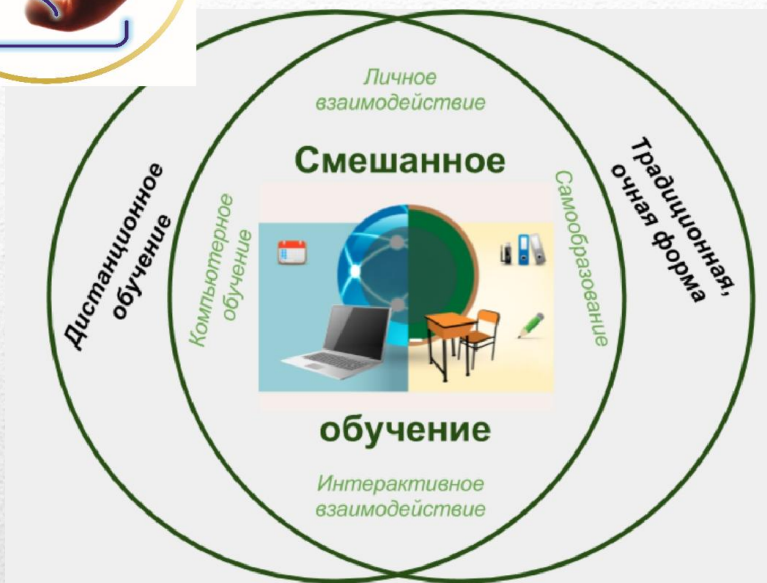 Личное
взаимодействие
Смешанное
Дистанционное
обучение
Компьютерное
обучение
Самообразование
Традиционная,
очная форма
обучение
Интерактивное
взаимодействие